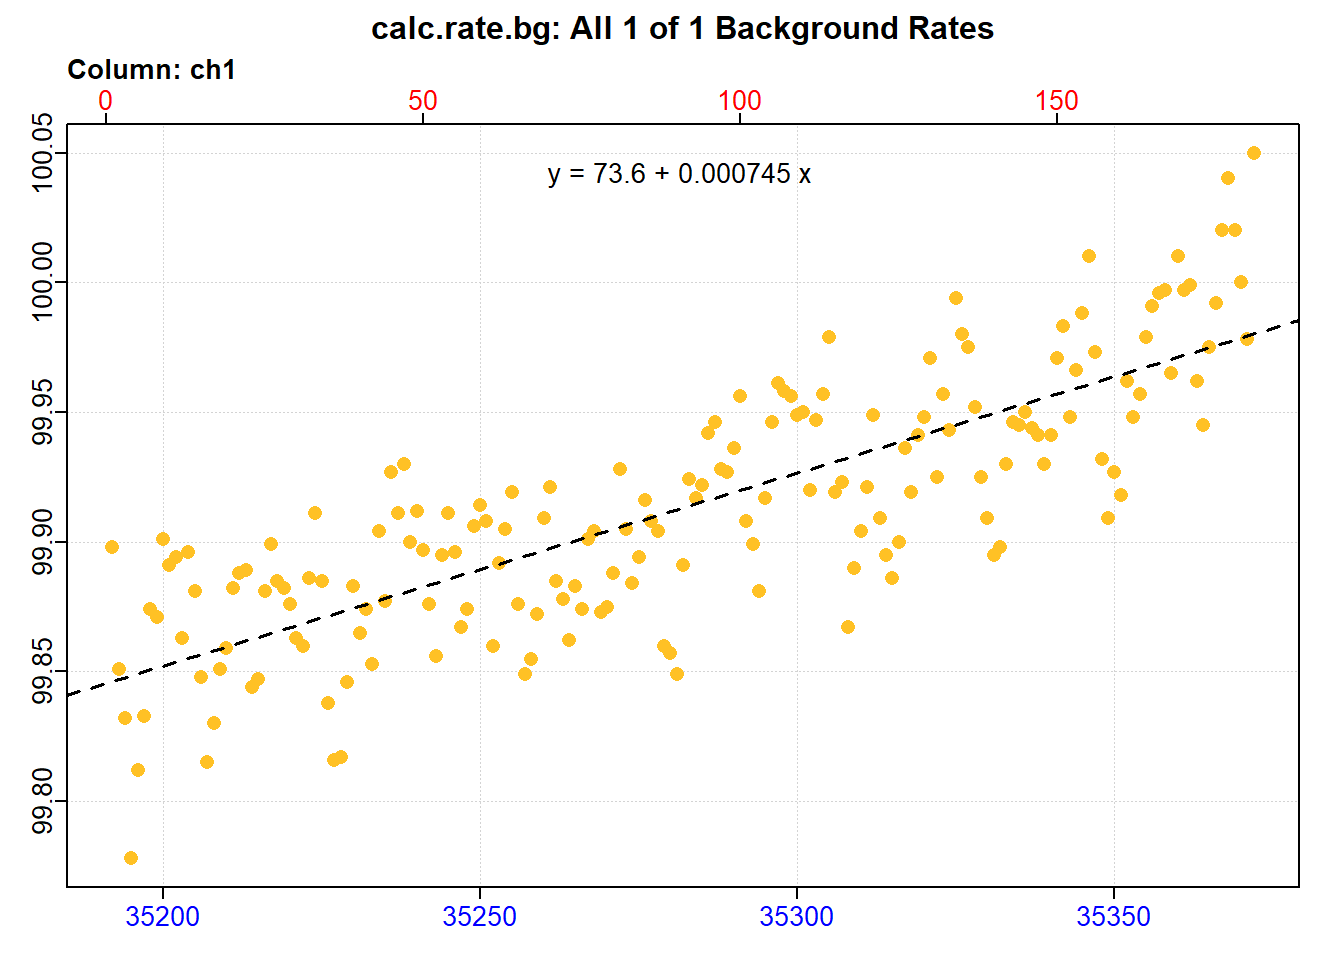 calc.rate.bg: All 1 of 1 Background Rates
Column: ch1
0 50 100 150
y = 73.6 + 0.000745 x
100.05
100.00
99.95
99.90
99.85
99.80
35200 35250 35300 35350